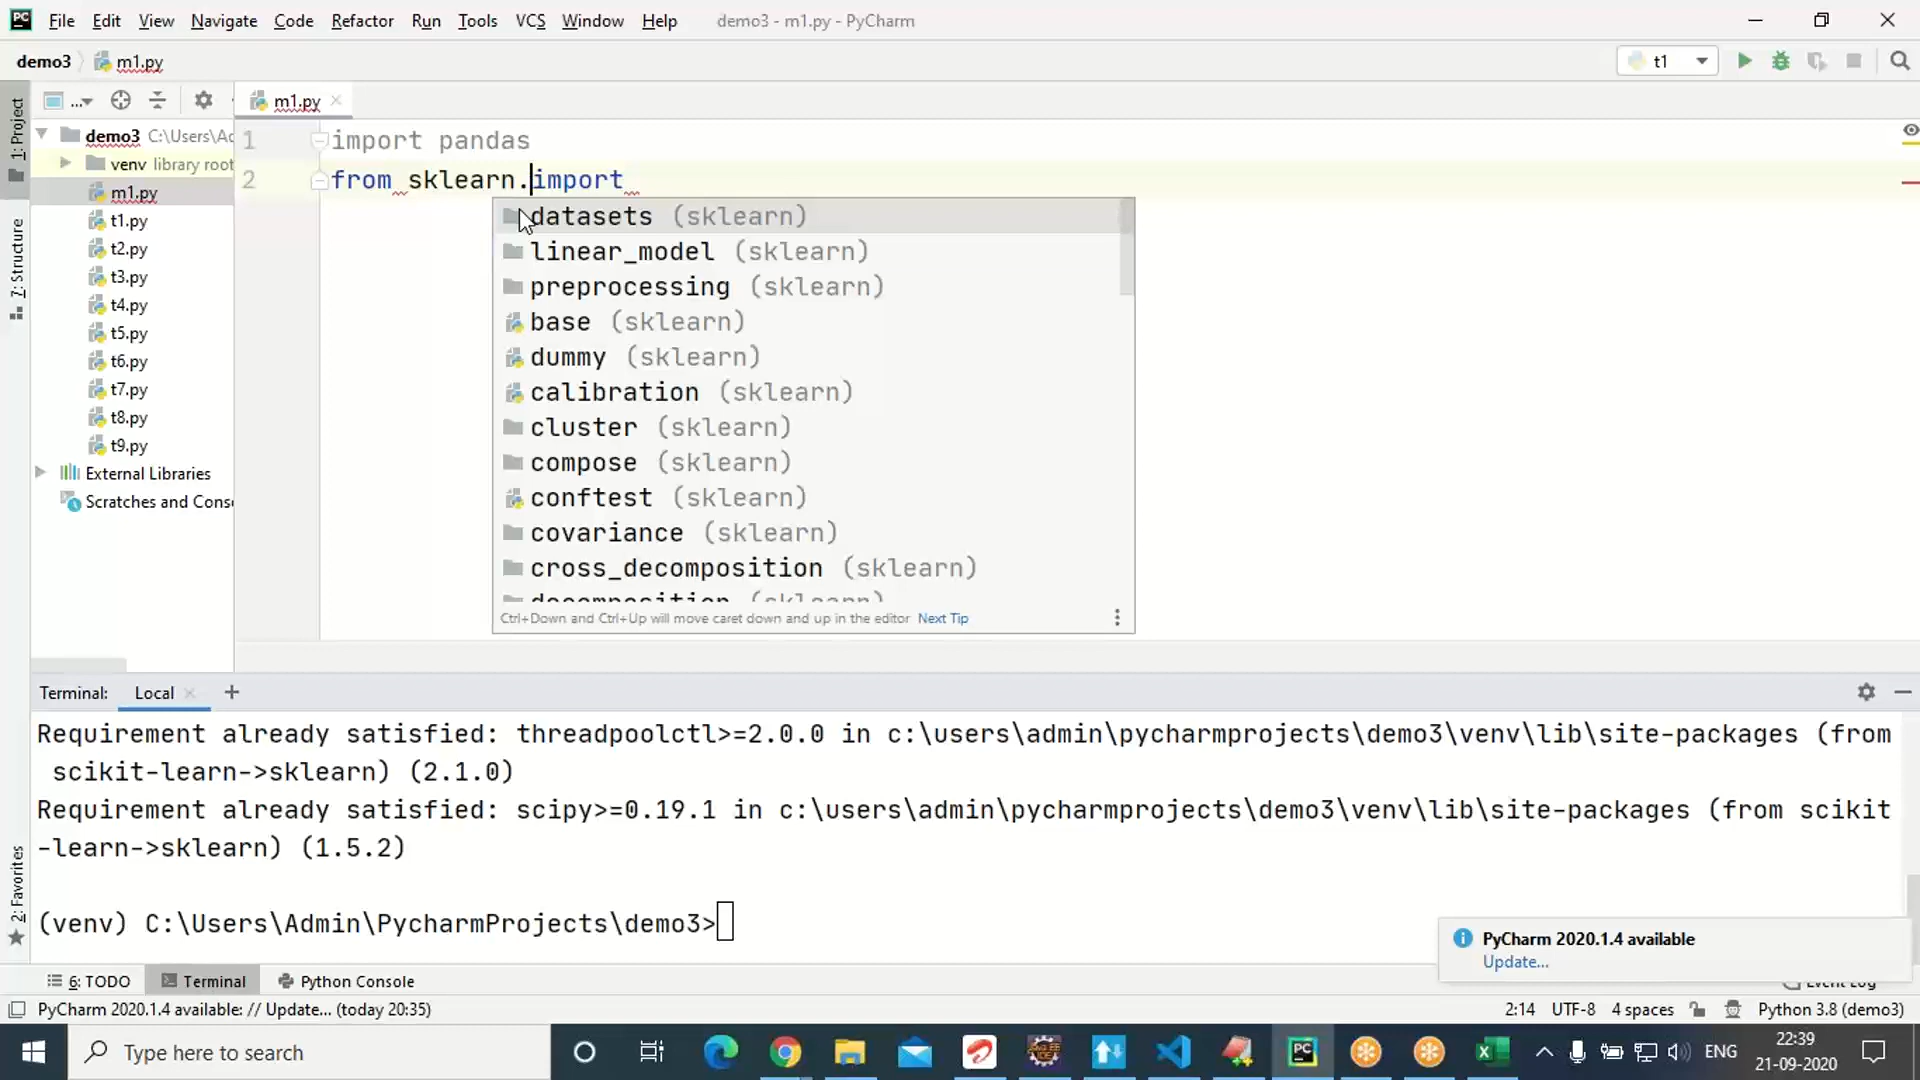 File Edit View Navigate Code Refactor Run Tools VCS Window Help demo3 - m1.py - PyCharm
demo3 m1.py t1
1: Project
7: Structure
2: Favorites
...
m1.py
demo3 C:\Users\Ac
venv library root
m1.py
t1.py
t2.py
t3.py
t4.py
t5.py
t6.py
t7.py
t8.py
t9.py
External Libraries
Scratches and Conso
1 import pandas
2 from sklearn.import
datasets (sklearn)
linear_model (sklearn)
preprocessing (sklearn)
base (sklearn)
dummy (sklearn)
calibration (sklearn)
cluster (sklearn)
compose (sklearn)
conftest (sklearn)
covariance (sklearn)
cross_decomposition (sklearn)
decomposition (sklearn)
Ctrl+Down and Ctrl+Up will move caret down and up in the editor Next Tip
Terminal: Local +
Requirement already satisfied: threadpoolctl>=2.0.0 in c:\users\admin\pycharmprojects\demo3\venv\lib\site-packages (from
scikit-learn->sklearn) (2.1.0)
Requirement already satisfied: scipy>=0.19.1 in c:\users\admin\pycharmprojects\demo3\venv\lib\site-packages (from scikit
-learn->sklearn) (1.5.2)
(venv) C:\Users\Admin\PycharmProjects\demo3>
PyCharm 2020.1.4 available
Update...
6: TODO Terminal Python Console Event Log
PyCharm 2020.1.4 available: // Update... (today 20:35) 2:14 UTF-8 4 spaces Python 3.8 (demo3)
Type here to search
ENG
22:39
21-09-2020